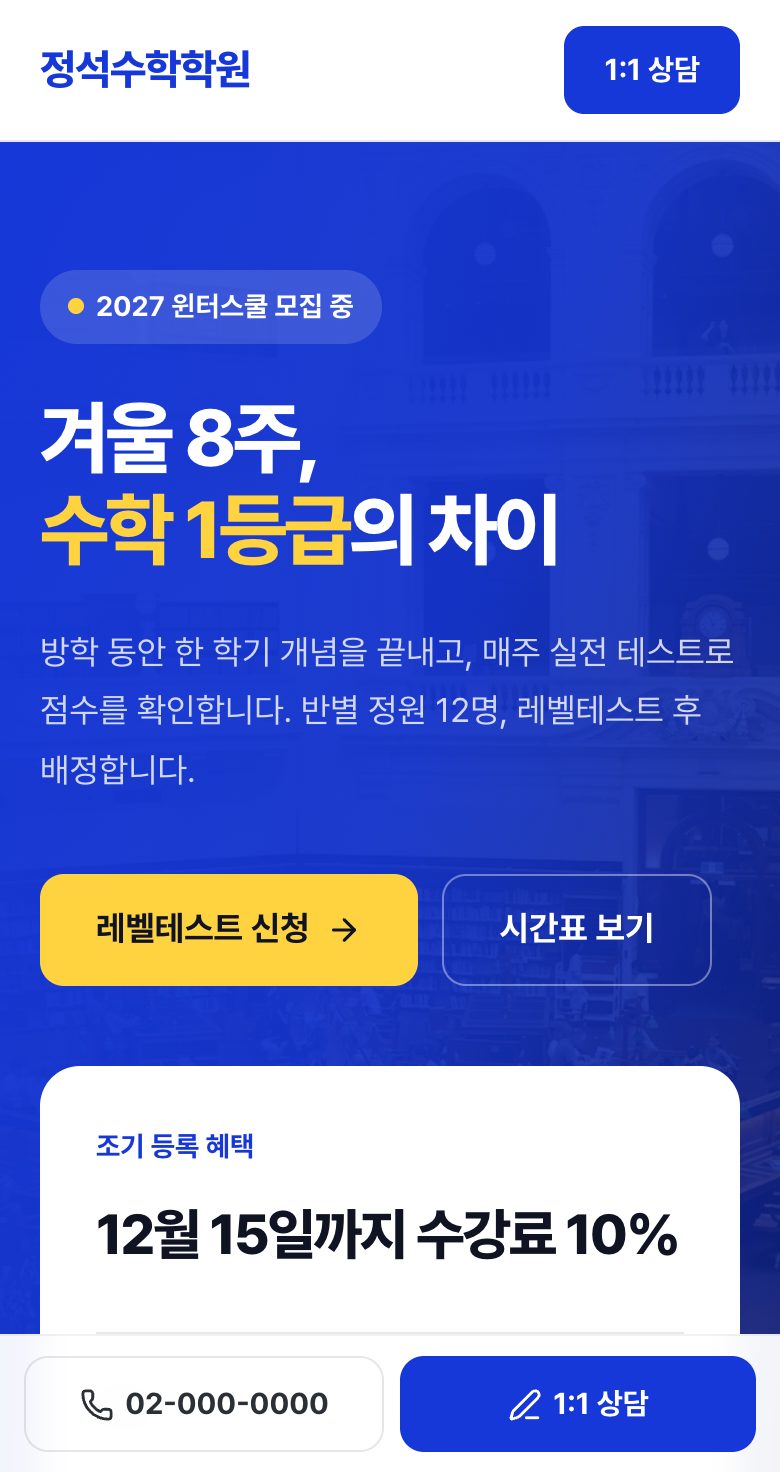 정석수학학원
1:1 상담
2027 윈터스쿨 모집 중
겨울 8주,
수학 1등급의 차이
방학 동안 한 학기 개념을 끝내고, 매주 실전 테스트로
점수를 확인합니다. 반별 정원 12명, 레벨테스트 후
배정합니다.
레벨테스트 신청 →
시간표 보기
조기 등록 혜택
12월 15일까지 수강료 10%
02-000-0000
1:1 상담